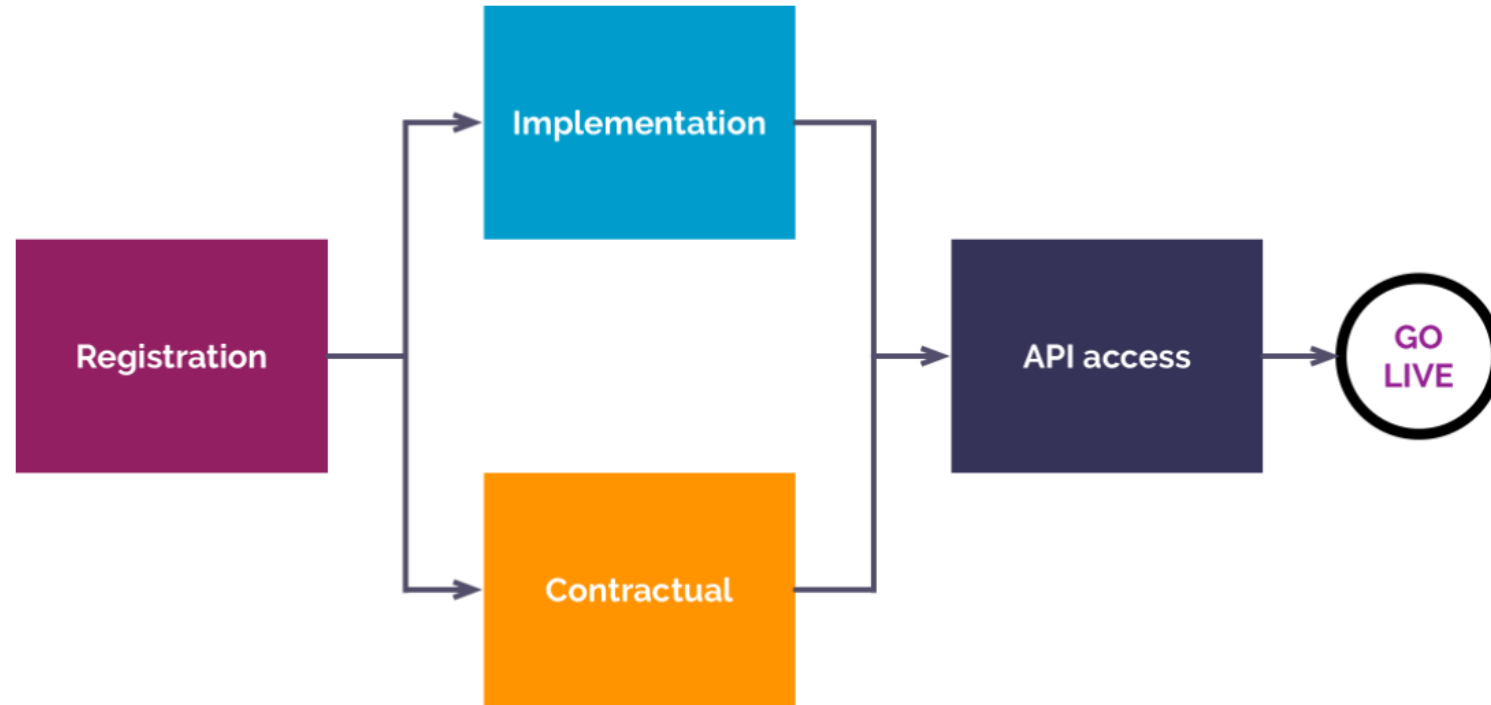 Registration
Implementation
Contractual
API access
GO
LIVE